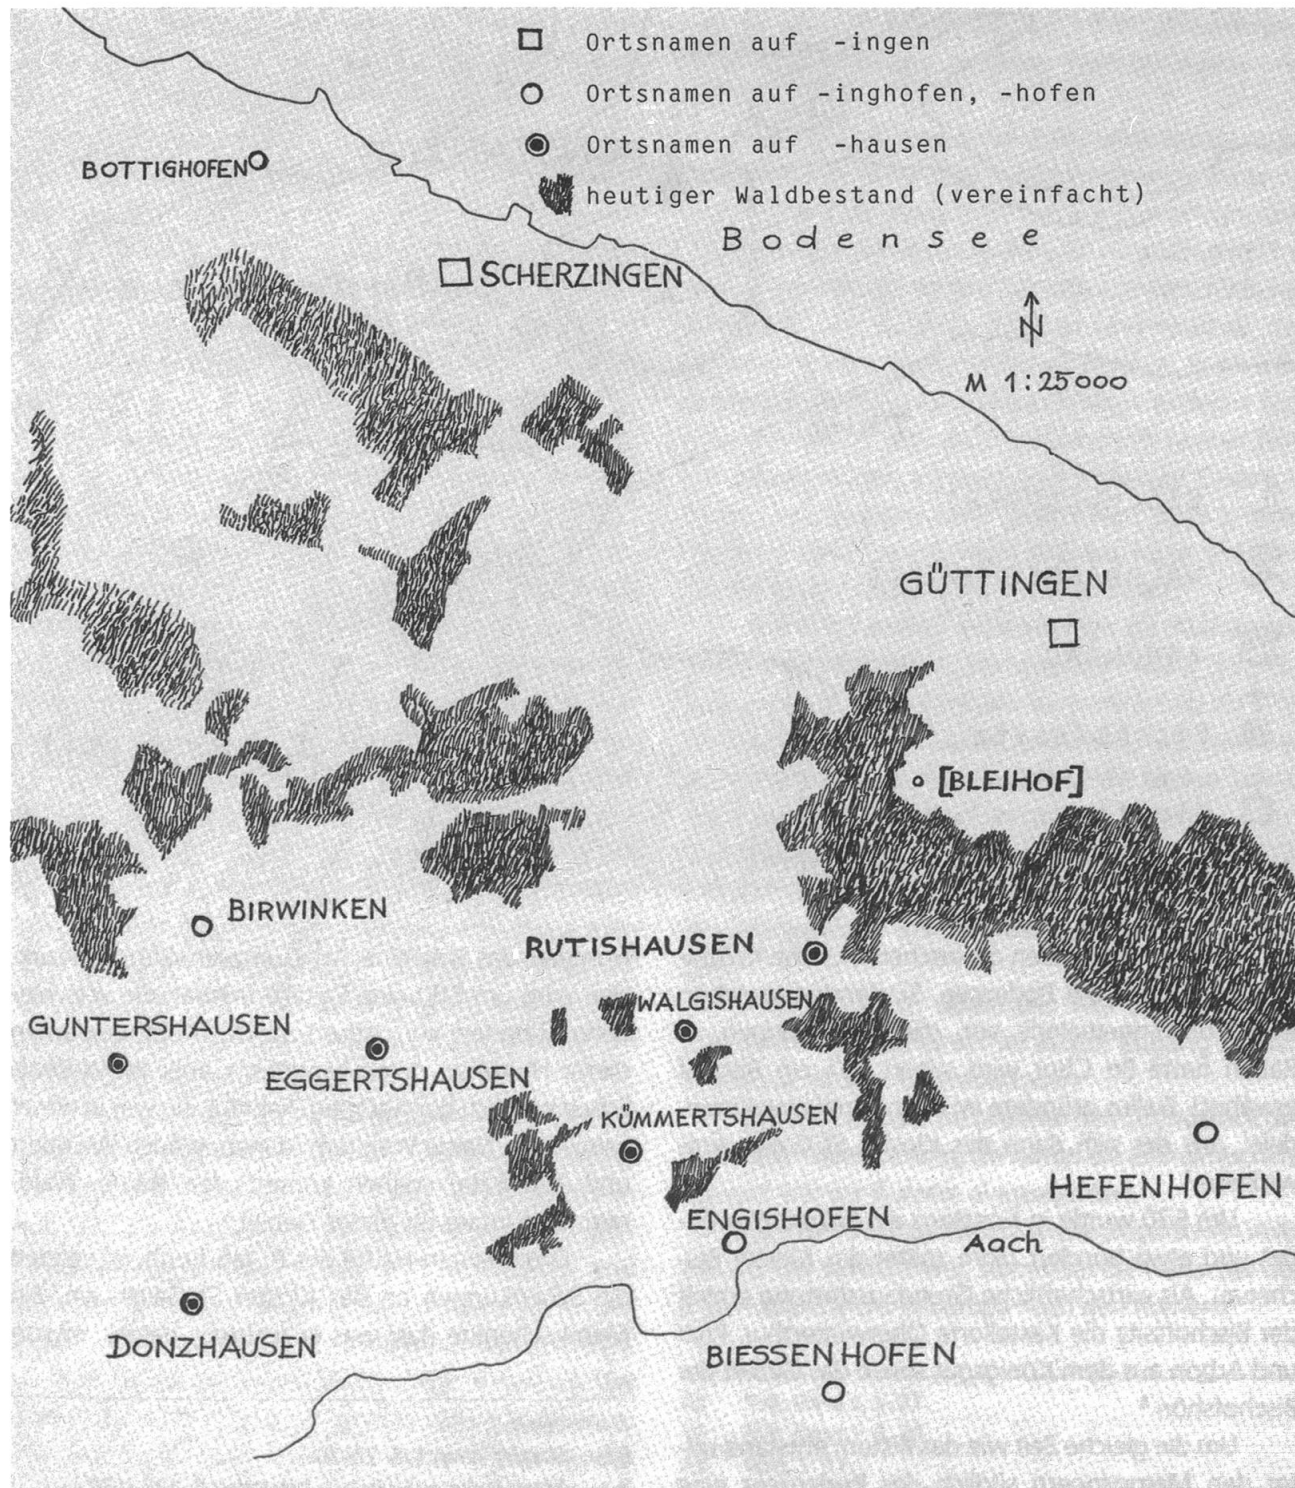 Ortsnamen auf -ingen
Ortsnamen auf -inghofen, -hofen
Ortsnamen auf -hausen
heutiger Waldbestand (vereinfacht)
BOTTIGHOFEN
Bodensee
SCHERZINGEN
N
M 1:25000
GÜTTINGEN
[BLEIHOF]
BIRWINKEN
RUTISHAUSEN
WALGISHAUSEN
GUNTERSHAUSEN
EGGERTSHAUSEN
KÜMMERTSHAUSEN
HEFENHOFEN
ENGISHOFEN
Aach
DONZHAUSEN
BIESSENHOFEN